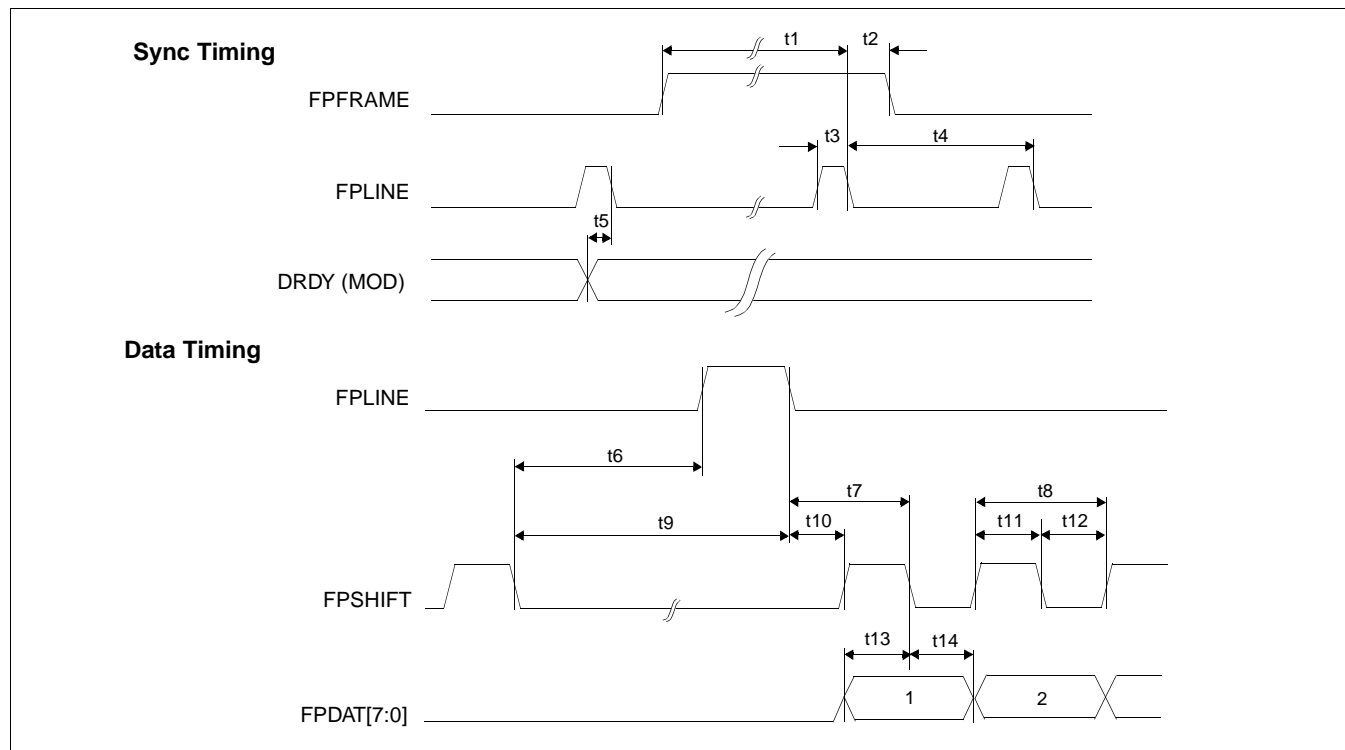 Sync Timing
t1
t2
FPFRAME
t3
t4
FPLINE
t5
DRDY (MOD)
Data Timing
FPLINE
t6
t7
t8
t9
t10
t11
t12
FPSHIFT
t13
t14
FPDAT[7:0]
1
2